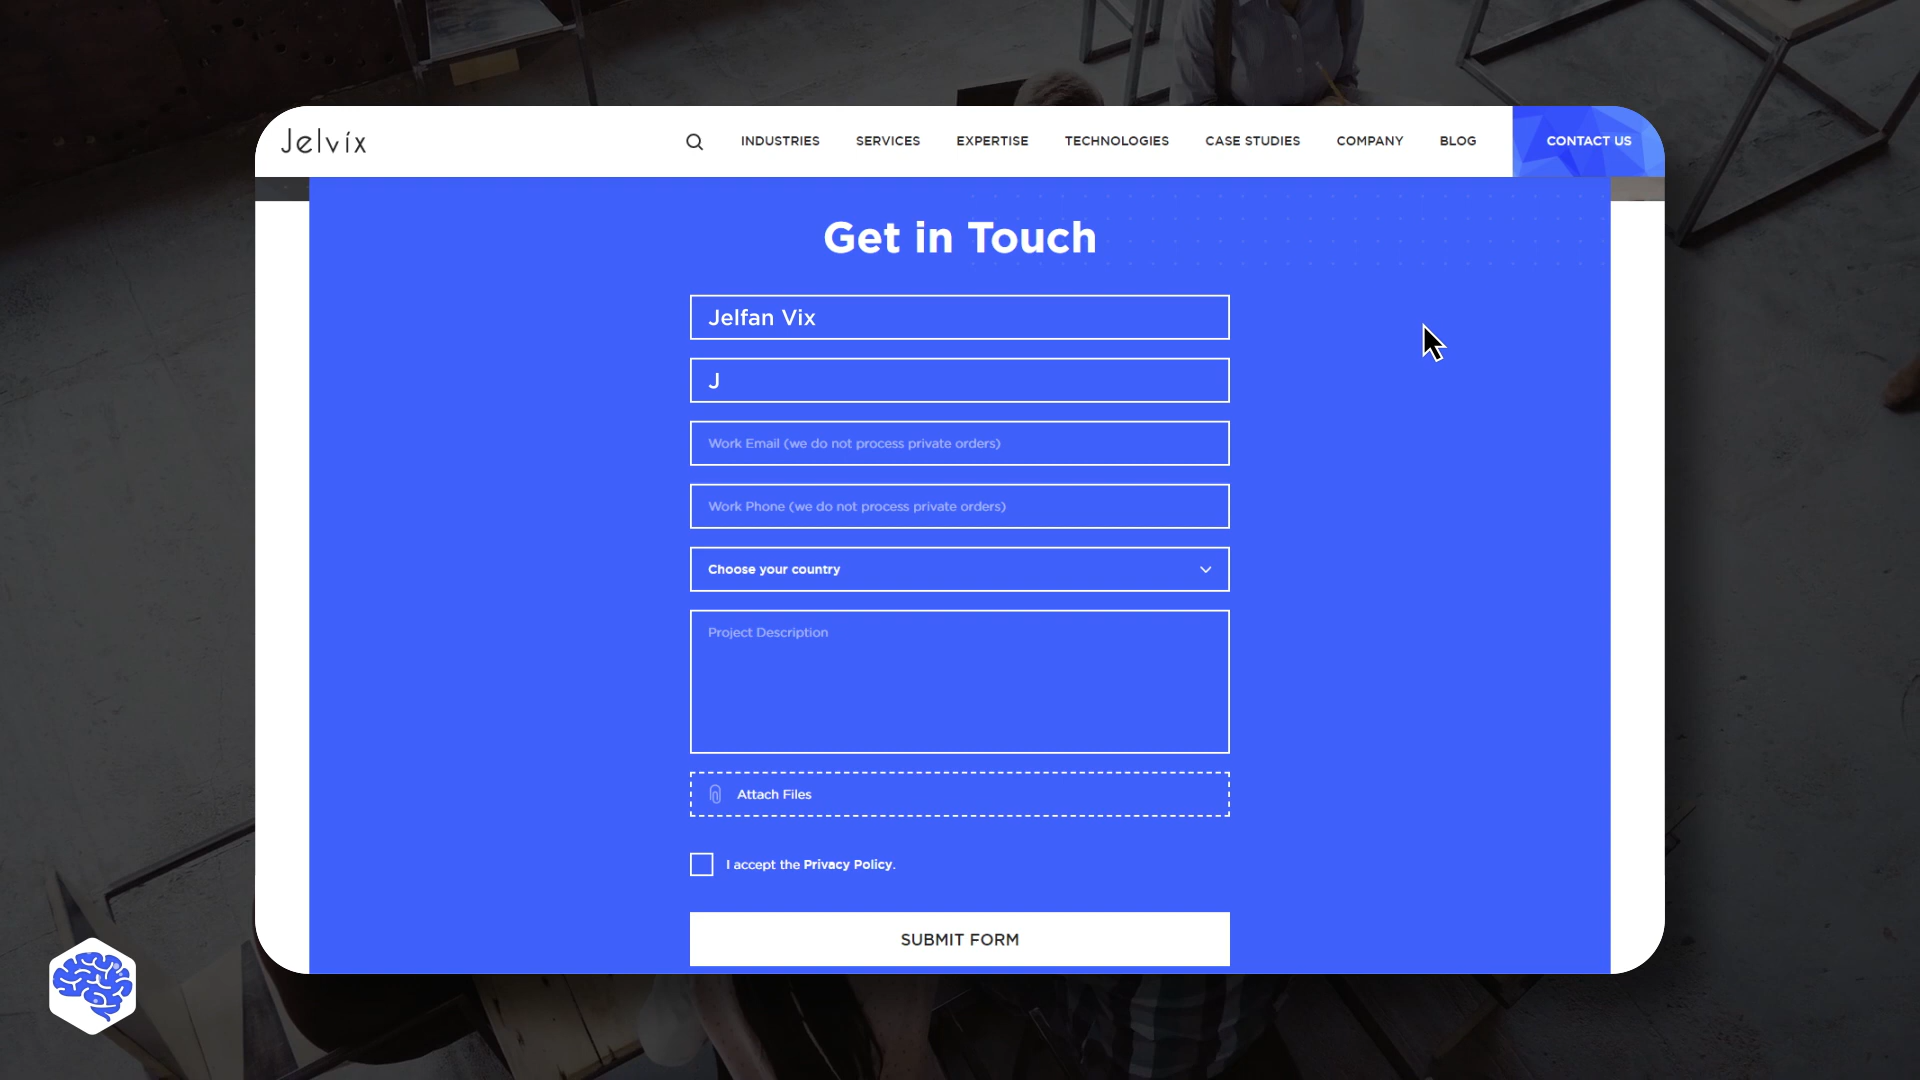 Jelvix
INDUSTRIES SERVICES EXPERTISE TECHNOLOGIES CASE STUDIES COMPANY BLOG CONTACT US
Get in Touch
Jelfan Vix
J
Work Email (we do not process private orders)
Work Phone (we do not process private orders)
Choose your country
Project Description
Attach Files
I accept the Privacy Policy.
SUBMIT FORM